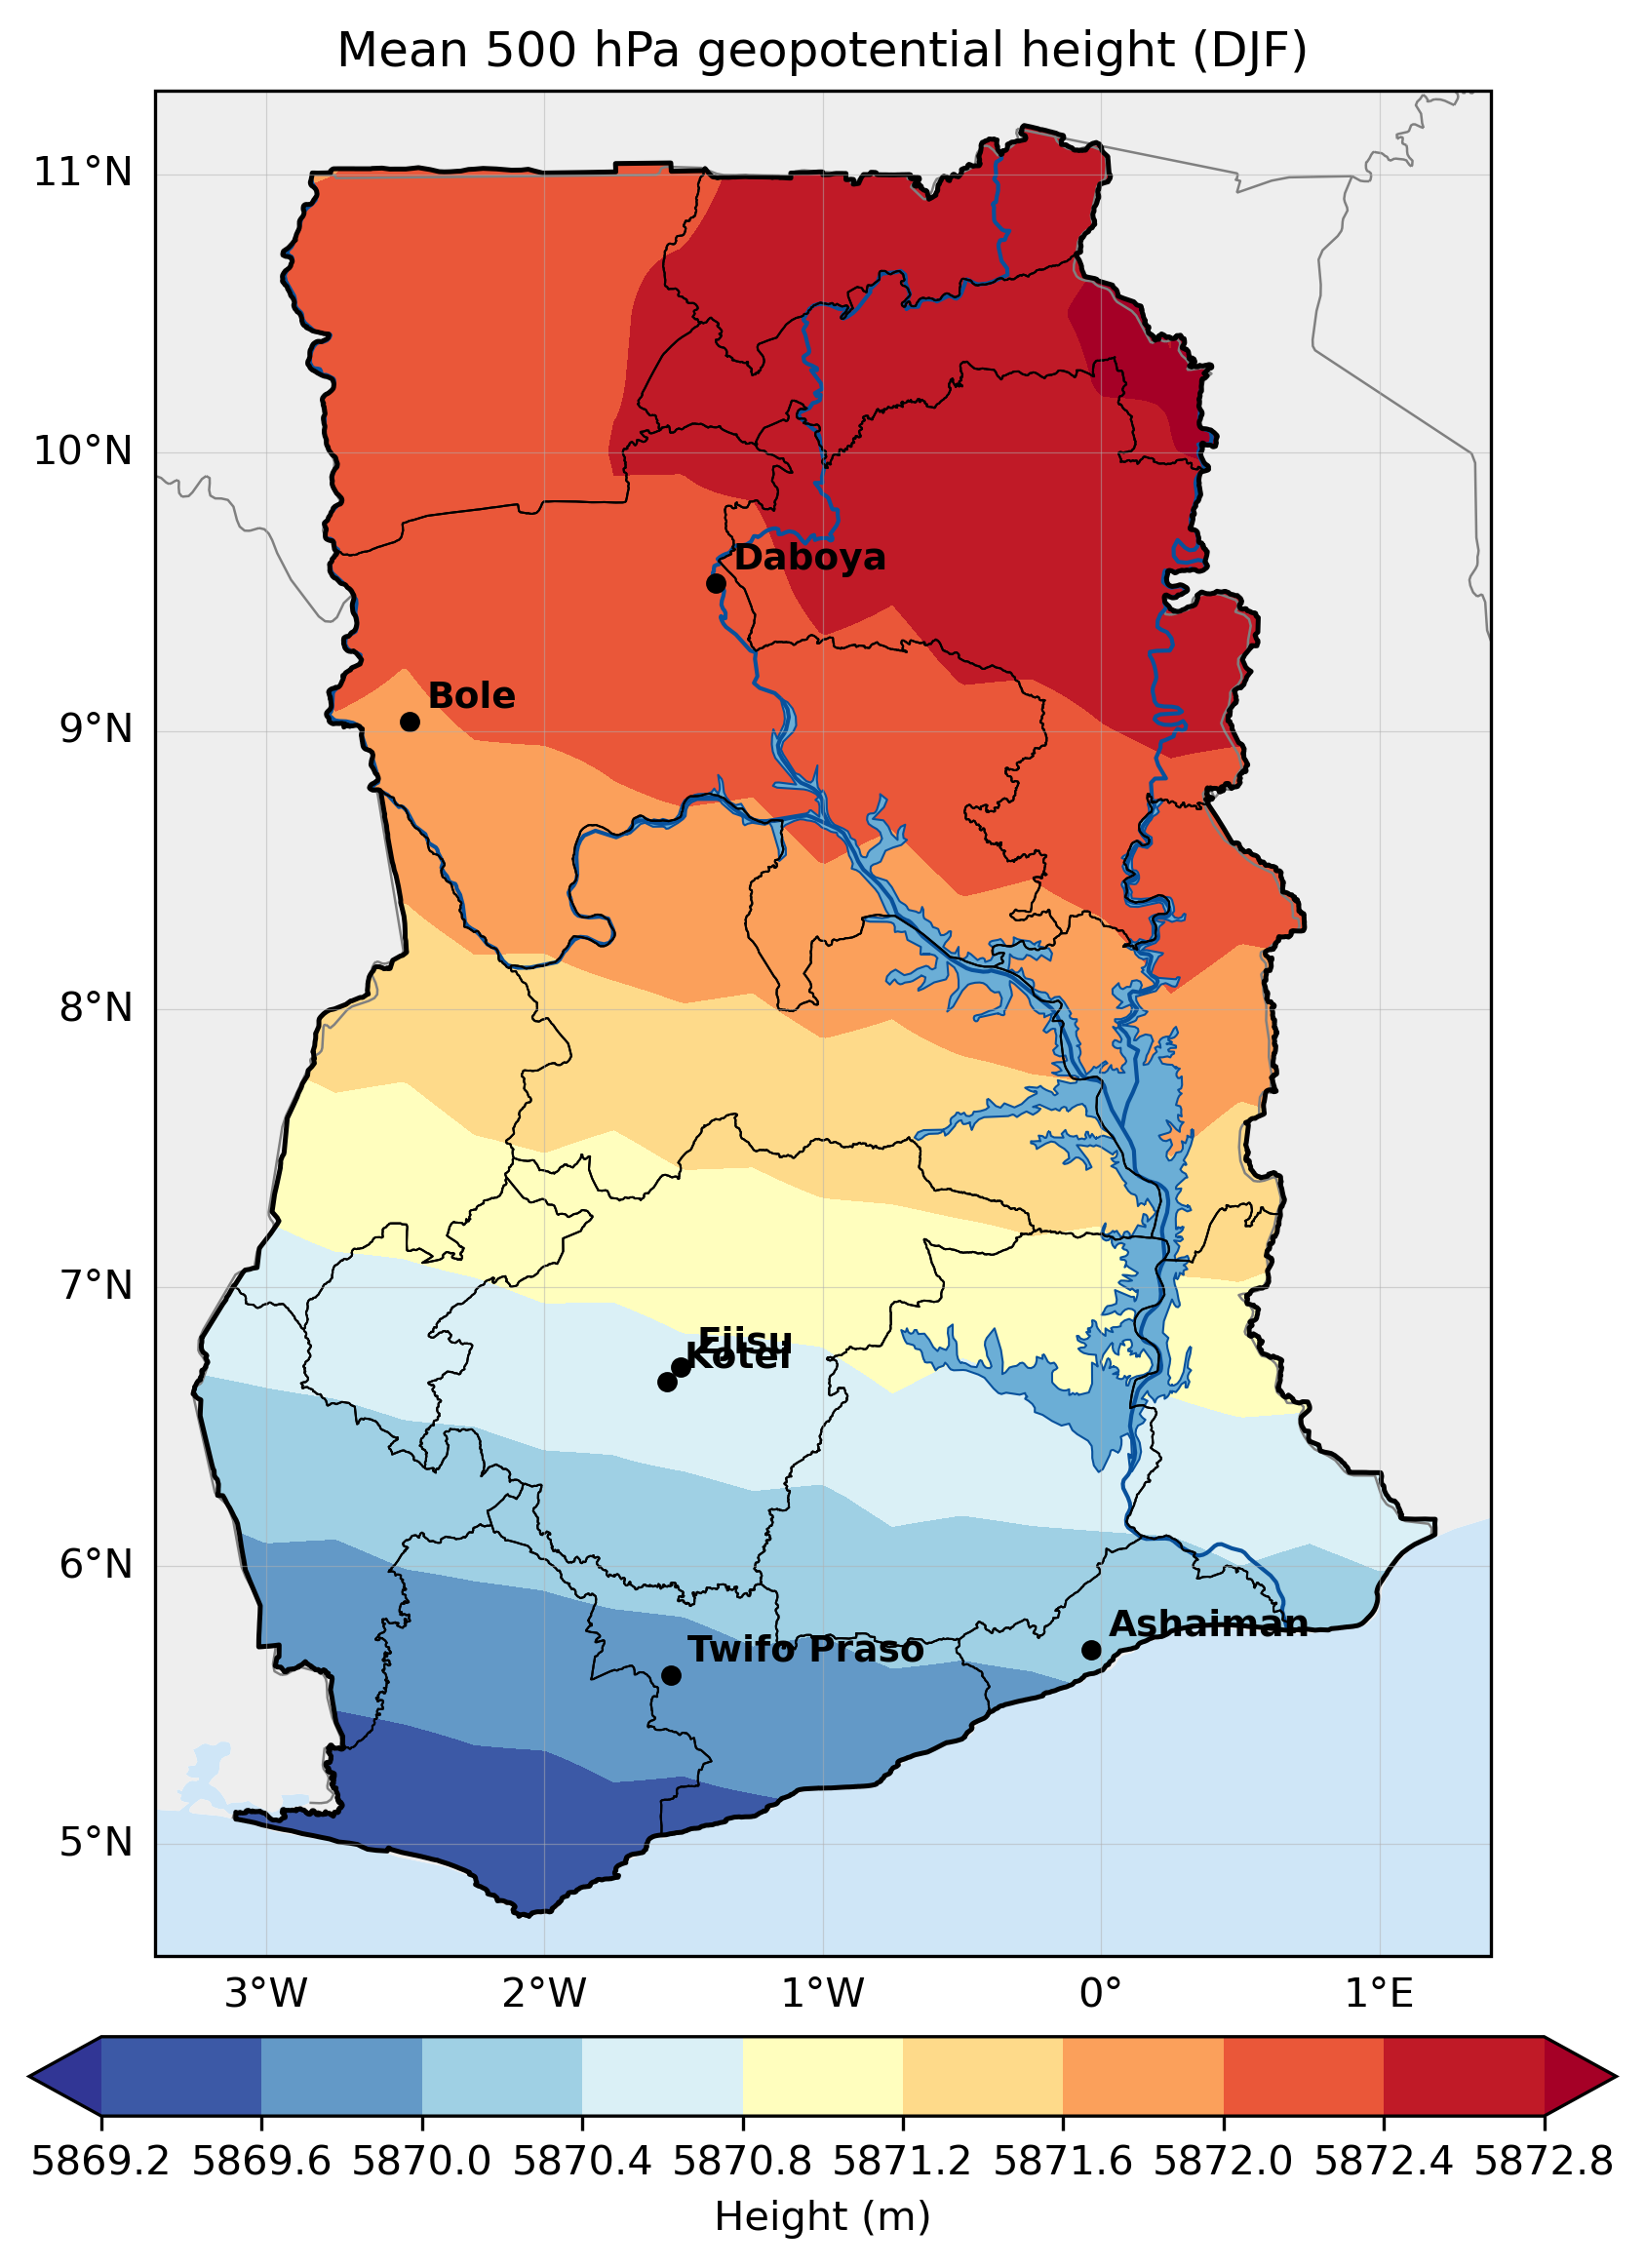 Mean 500 hPa geopotential height (DJF)
11°N
10°N
Daboya
Bole
9°N
8°N
7°N
Ejisu
Kotei
6°N
Ashaiman
Twifo Praso
5°N
3°W 2°W 1°W 0° 1°E
5869.2 5869.6 5870.0 5870.4 5870.8 5871.2 5871.6 5872.0 5872.4 5872.8
Height (m)